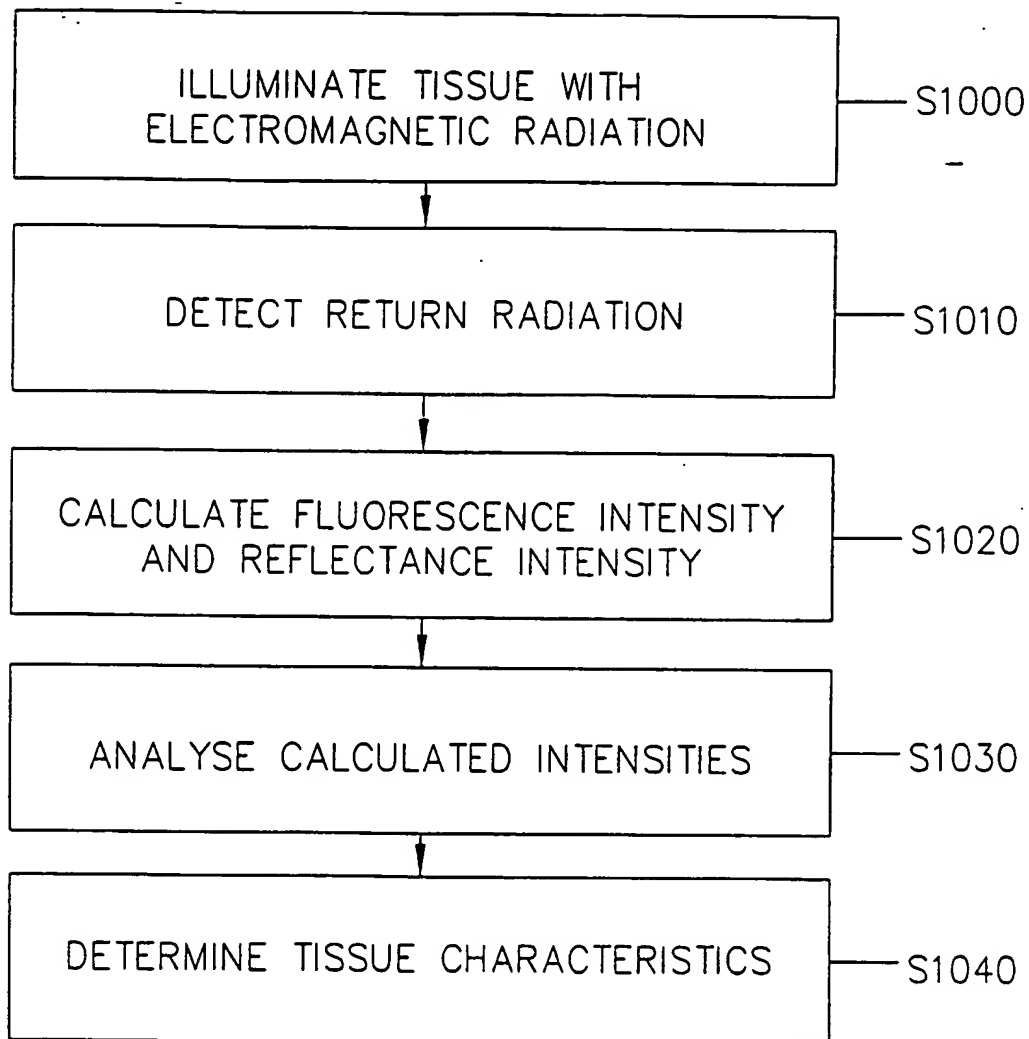 ILLUMINATE TISSUE WITH
ELECTROMAGNETIC RADIATION
S1000
DETECT RETURN RADIATION
S1010
CALCULATE FLUORESCENCE INTENSITY
AND REFLECTANCE INTENSITY
S1020
ANALYSE CALCULATED INTENSITIES
S1030
DETERMINE TISSUE CHARACTERISTICS
S1040